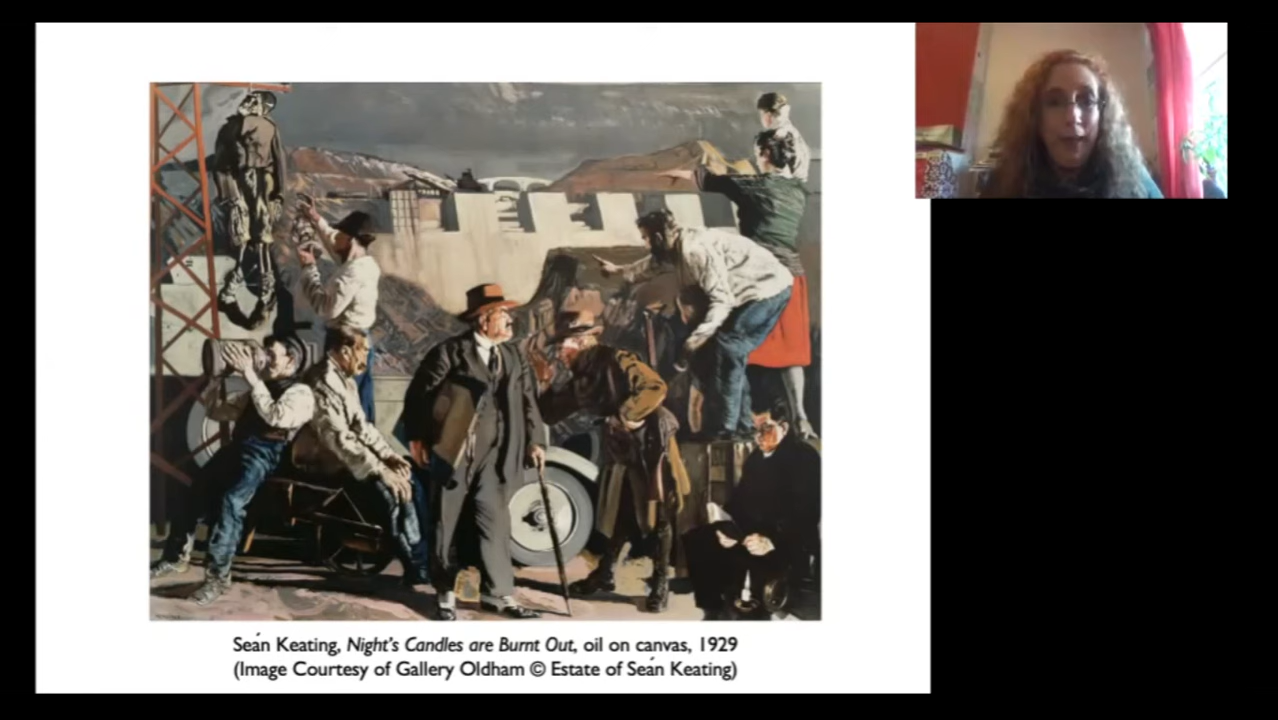 Seán Keating, Night's Candles are Burnt Out, oil on canvas, 1929
(Image Courtesy of Gallery Oldham © Estate of Seán Keating)